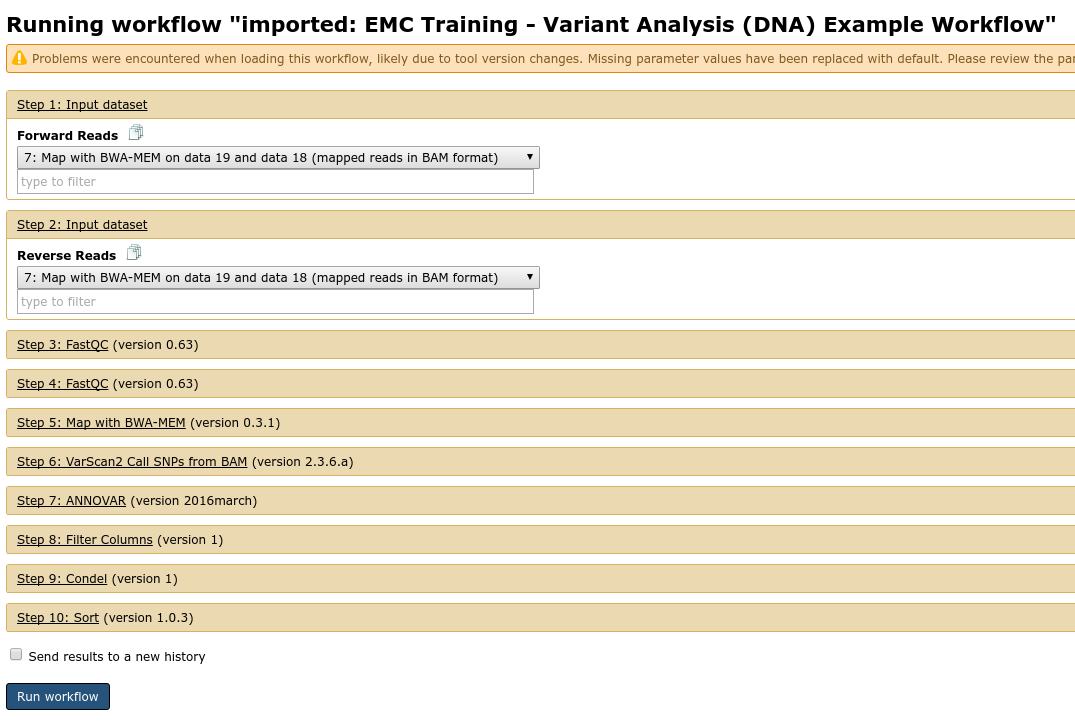 Running workflow "imported: EMC Training - Variant Analysis (DNA) Example Workflow"
Problems were encountered when loading this workflow, likely due to tool version changes. Missing parameter values have been replaced with default. Please review the
Step 1: Input dataset
Forward Reads
7: Map with BWA-MEM on data 19 and data 18 (mapped reads in BAM format)
type to filter
Step 2: Input dataset
Reverse Reads
7: Map with BWA-MEM on data 19 and data 18 (mapped reads in BAM format)
type to filter
Step 3: FastQC (version 0.63)
Step 4: FastQC (version 0.63)
Step 5: Map with BWA-MEM (version 0.3.1)
Step 6: VarScan2 Call SNPs from BAM (version 2.3.6.a)
Step 7: ANNOVAR (version 2016march)
Step 8: Filter Columns (version 1)
Step 9: Condel (version 1)
Step 10: Sort (version 1.0.3)
Send results to a new history
Run workflow